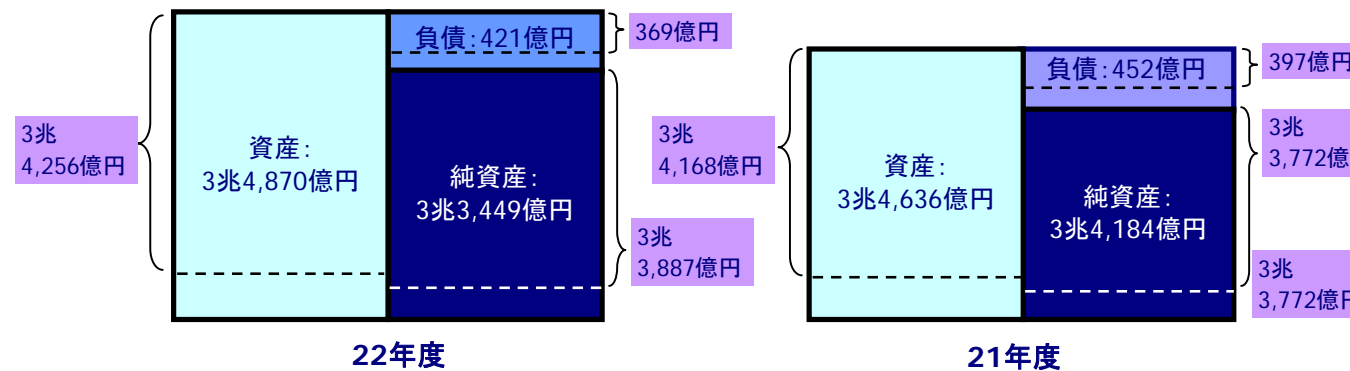 負債：421億円
369億円
3兆
4,256億円
資産：
3兆4,870億円
純資産：
3兆3,449億円
3兆
3,887億円
22年度
負債：452億円
397億円
3兆
4,168億円
資産：
3兆4,636億円
純資産：
3兆4,184億円
3兆
3,772億
3兆
3,772億円
21年度